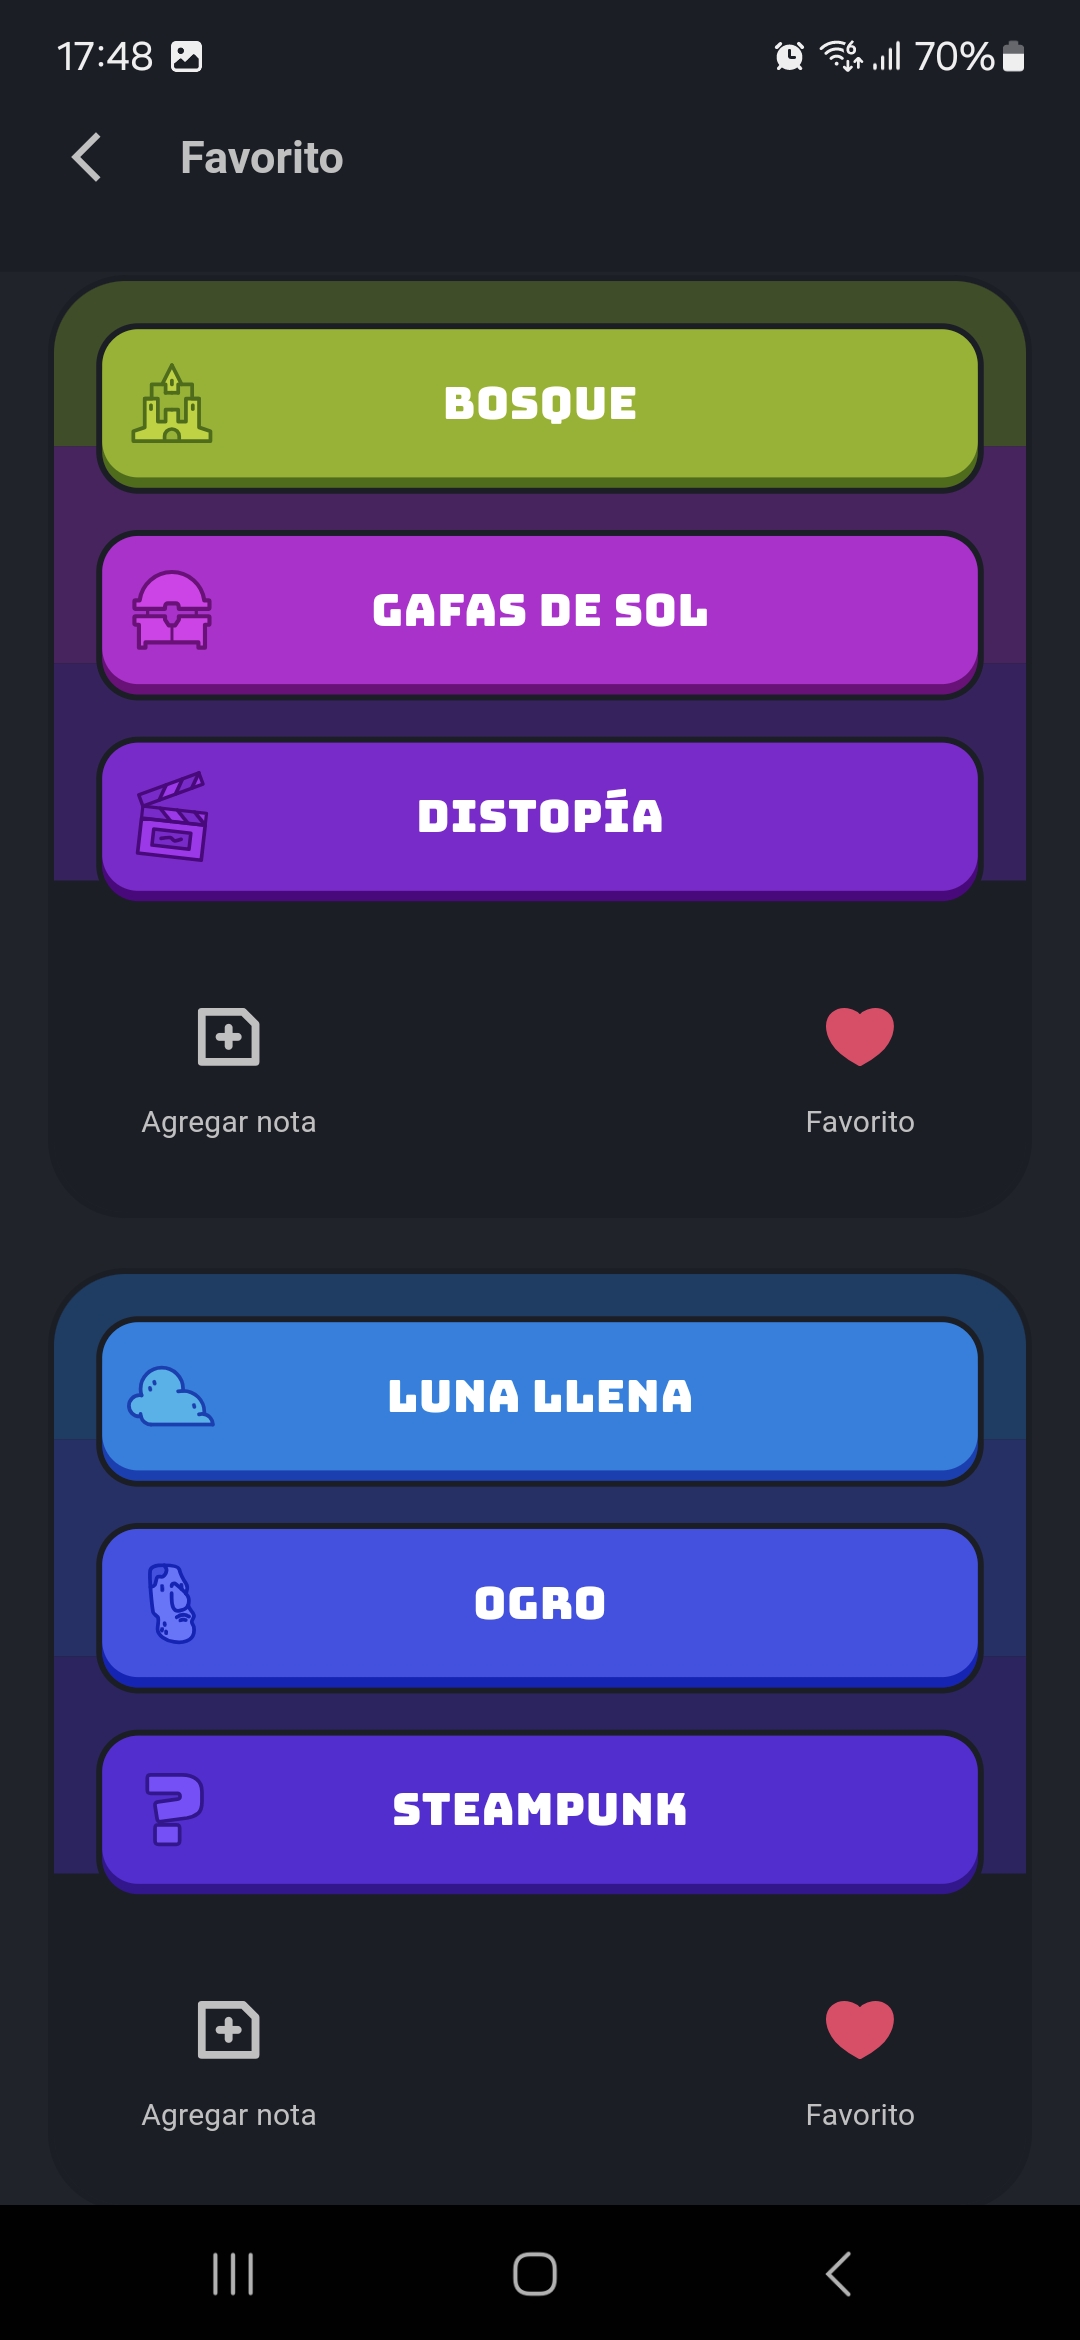 17:48
6
70%
Favorito
BOSQUE
GAFAS DE SOL
DISTOPÍA
Agregar nota
Favorito
LUNA LLENA
OGRO
STEAMPUNK
Agregar nota
Favorito